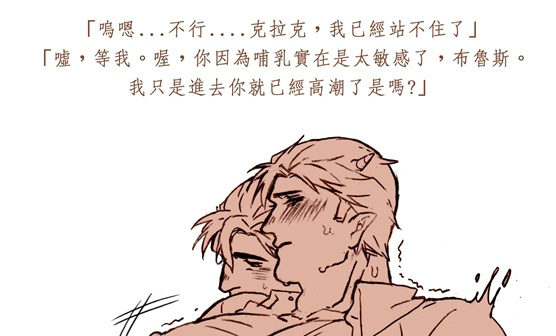 「嗚嗯...不行....克拉克，我已經站不住了」
「噓，等我。喔，你因為哺乳實在是太敏感了，布魯斯。
我只是進去你就已經高潮了是嗎?」